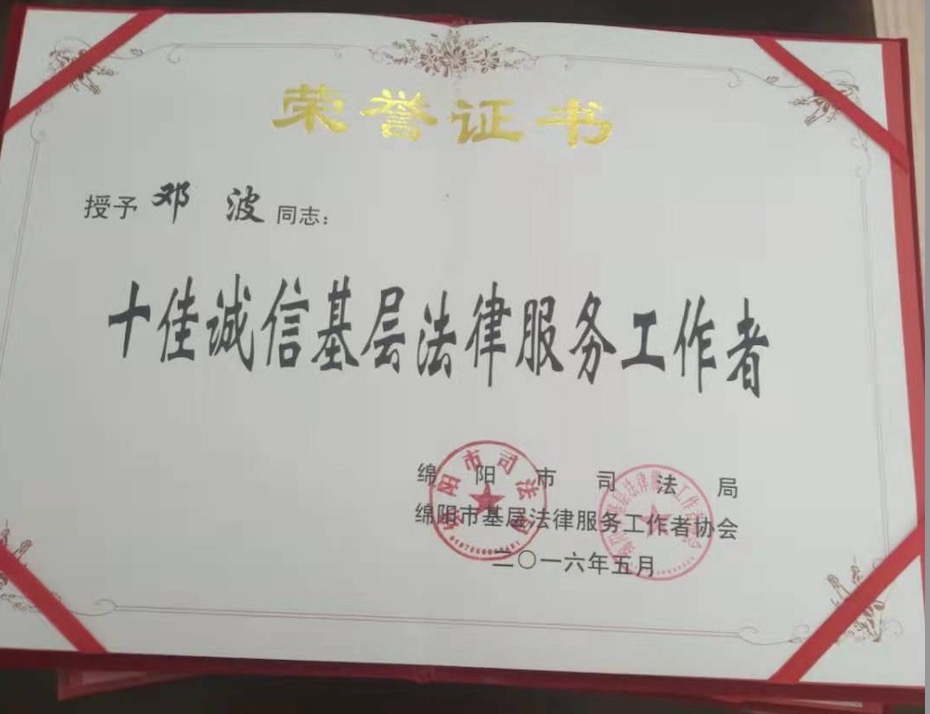 荣誉证书
授予 邓 波 同志：
十佳诚信基层法律服务工作者
绵阳市司法局
绵阳市基层法律服务工作者协会
二〇一六年五月